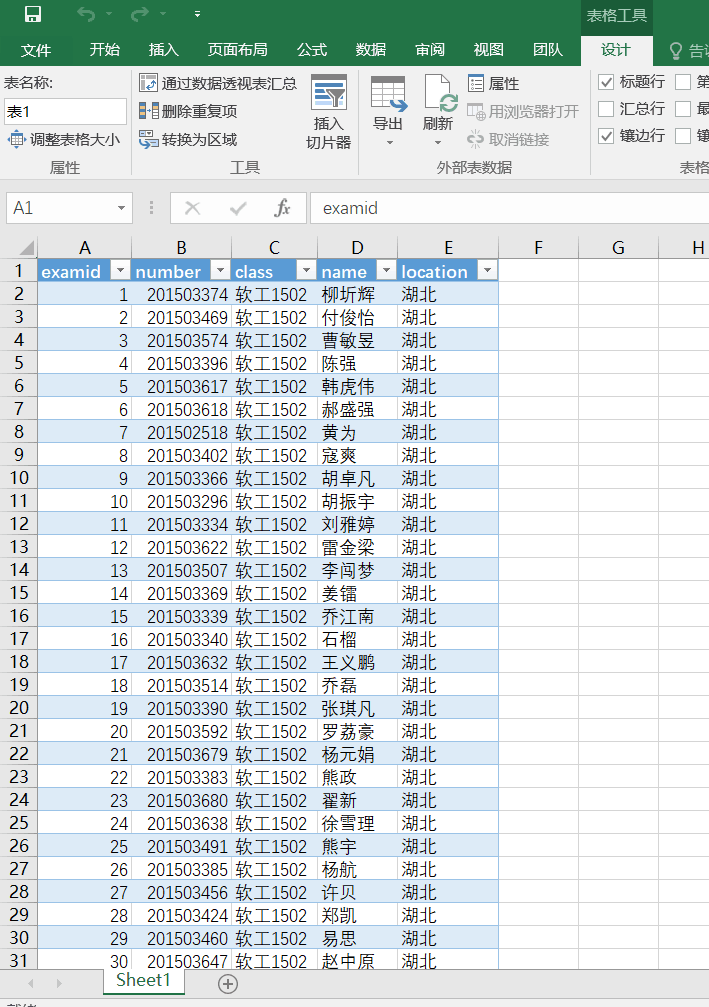 表格工具
文件 开始 插入 页面布局 公式 数据 审阅 视图 团队 设计 告诉
表名称:
表1
调整表格大小
属性
通过数据透视表汇总
删除重复项
转换为区域
插入
切片器
工具
导出
刷新
属性
用浏览器打开
取消链接
外部表数据
标题行 第
汇总行 最
镶边行 镶
表格
A1 fx examid
A B C D E F G H
1 examid number class name location
2 1 201503374 软工1502 柳圻辉 湖北
3 2 201503469 软工1502 付俊怡 湖北
4 3 201503574 软工1502 曹敏昱 湖北
5 4 201503396 软工1502 陈强 湖北
6 5 201503617 软工1502 韩虎伟 湖北
7 6 201503618 软工1502 郝盛强 湖北
8 7 201502518 软工1502 黄为 湖北
9 8 201503402 软工1502 寇爽 湖北
10 9 201503366 软工1502 胡卓凡 湖北
11 10 201503296 软工1502 胡振宇 湖北
12 11 201503334 软工1502 刘雅婷 湖北
13 12 201503622 软工1502 雷金梁 湖北
14 13 201503507 软工1502 李闯梦 湖北
15 14 201503369 软工1502 姜镭 湖北
16 15 201503339 软工1502 乔江南 湖北
17 16 201503340 软工1502 石榴 湖北
18 17 201503632 软工1502 王义鹏 湖北
19 18 201503514 软工1502 乔磊 湖北
20 19 201503390 软工1502 张琪凡 湖北
21 20 201503592 软工1502 罗荔豪 湖北
22 21 201503679 软工1502 杨元娟 湖北
23 22 201503383 软工1502 熊政 湖北
24 23 201503680 软工1502 翟新 湖北
25 24 201503638 软工1502 徐雪理 湖北
26 25 201503491 软工1502 熊宇 湖北
27 26 201503385 软工1502 杨航 湖北
28 27 201503456 软工1502 许贝 湖北
29 28 201503424 软工1502 郑凯 湖北
30 29 201503460 软工1502 易思 湖北
31 30 201503647 软工1502 赵中原 湖北
Sheet1